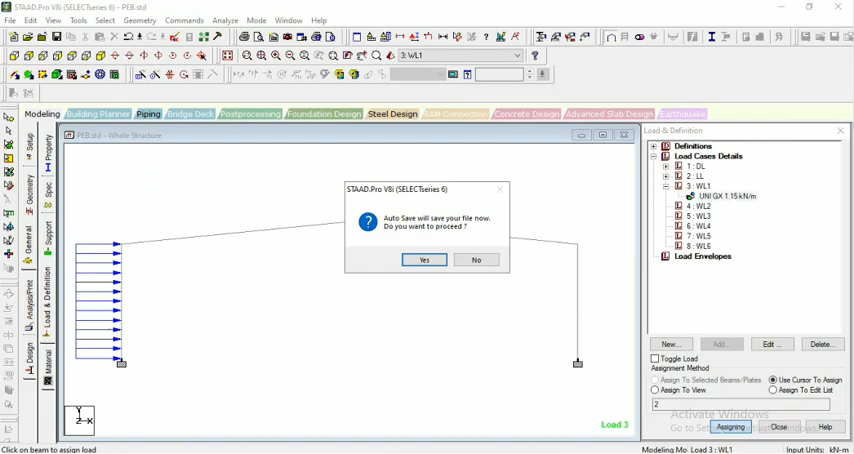 STAAD.Pro V8i (SELECTseries 6) - PEB.std
File Edit View Tools Select Geometry Commands Analyze Mode Window Help
3: WL1
Modeling Building Planner Piping Bridge Deck Postprocessing Foundation Design Steel Design RAM Connection Concrete Design Advanced Slab Design Earthquake
PEB.std - Whole Structure
Setup
Geometry
General
Analysis/Print
Design
Property
Spec
Support
Load & Definition
Material
STAAD.Pro V8i (SELECTseries 6)
Auto Save will save your file now.
Do you want to proceed ?
Yes No
Y
Z X
Load 3
Load & Definition
Definitions
Load Cases Details
1 : DL
2 : LL
3 : WL1
UNI GX 1.15 kN/m
4 : WL2
5 : WL3
6 : WL4
7 : WL5
8 : WL6
Load Envelopes
New... Add... Edit ... Delete...
Toggle Load
Assignment Method
Assign To Selected Beams/Plates Use Cursor To Assign
Assign To View Assign To Edit List
2
Activate Windows
Assigning Close Help
Click on beam to assign load
Modeling Mo Load 3 : WL1 Input Units: kN-m